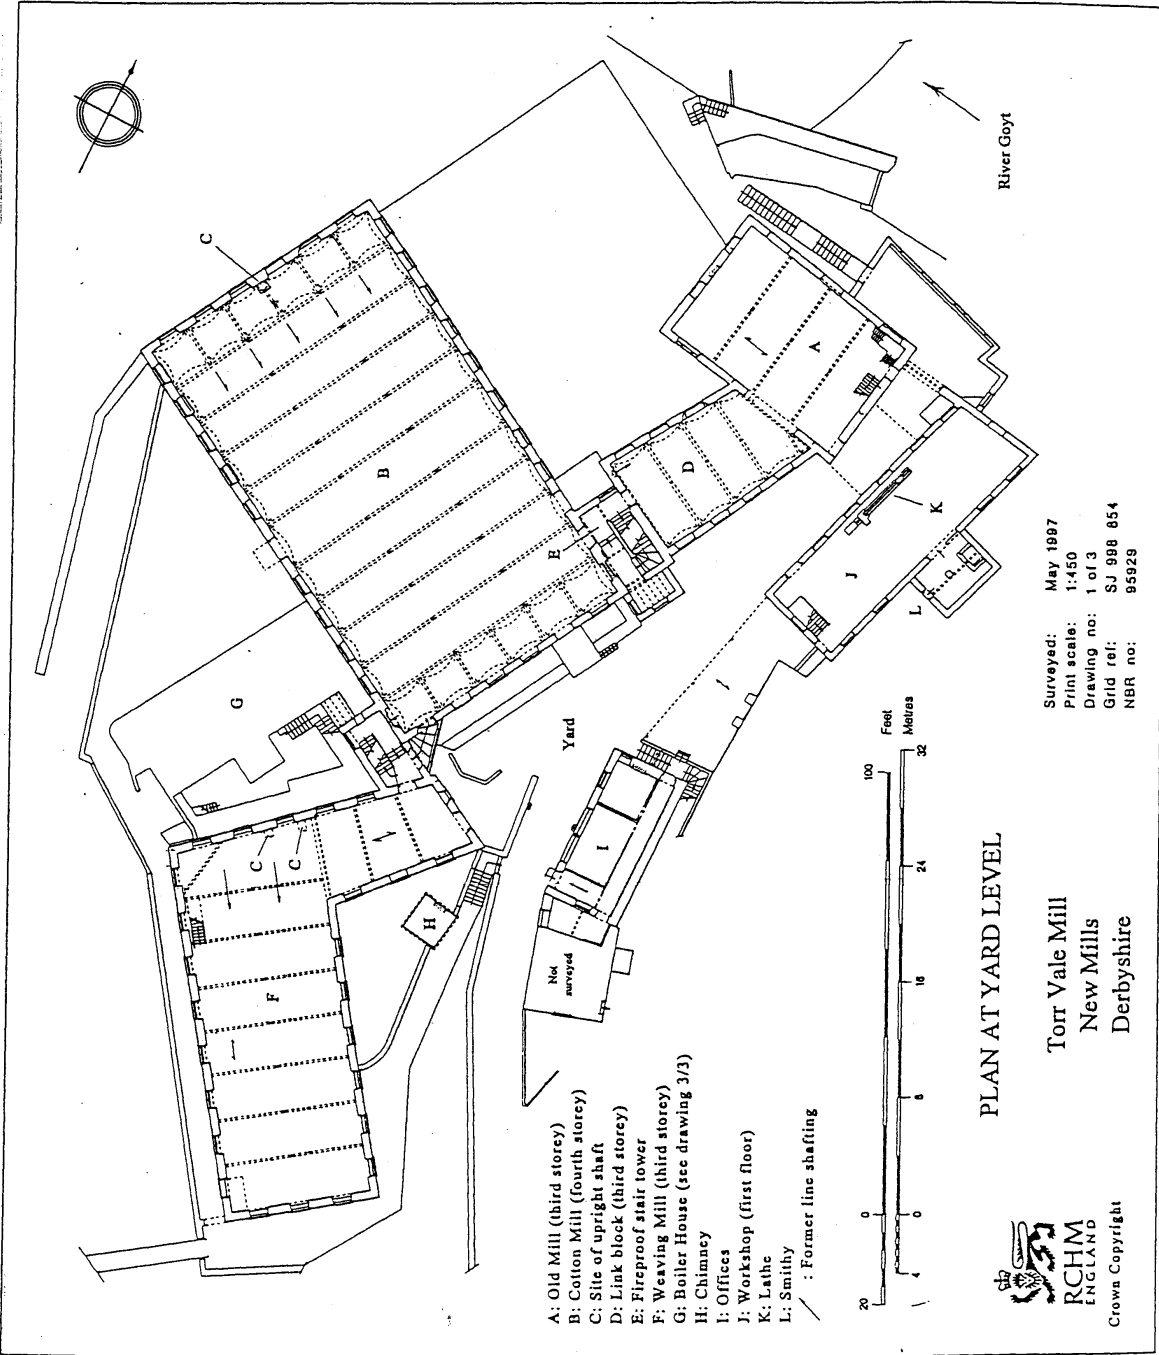 C
B
G
C
C
F
H
E
D
A
River Goyt
K
J
L
Yard
I
Not
surveyed
A: Old Mill (third storey)
B: Cotton Mill (fourth storey)
C: Site of upright shaft
D: Link block (third storey)
E: Fireproof stair tower
F: Weaving Mill (third storey)
G: Boiler House (see drawing 3/3)
H: Chimney
I: Offices
J: Workshop (first floor)
K: Lathe
L: Smithy
: Former line shafting
20 0 100 Feet
4 0 8 16 24 32 Metres
PLAN AT YARD LEVEL
Torr Vale Mill
New Mills
Derbyshire
Surveyed: May 1997
Print scale: 1:450
Drawing no: 1 of 3
Grid ref: SJ 998 854
NBR no: 95929
RCHM
ENGLAND
Crown Copyright